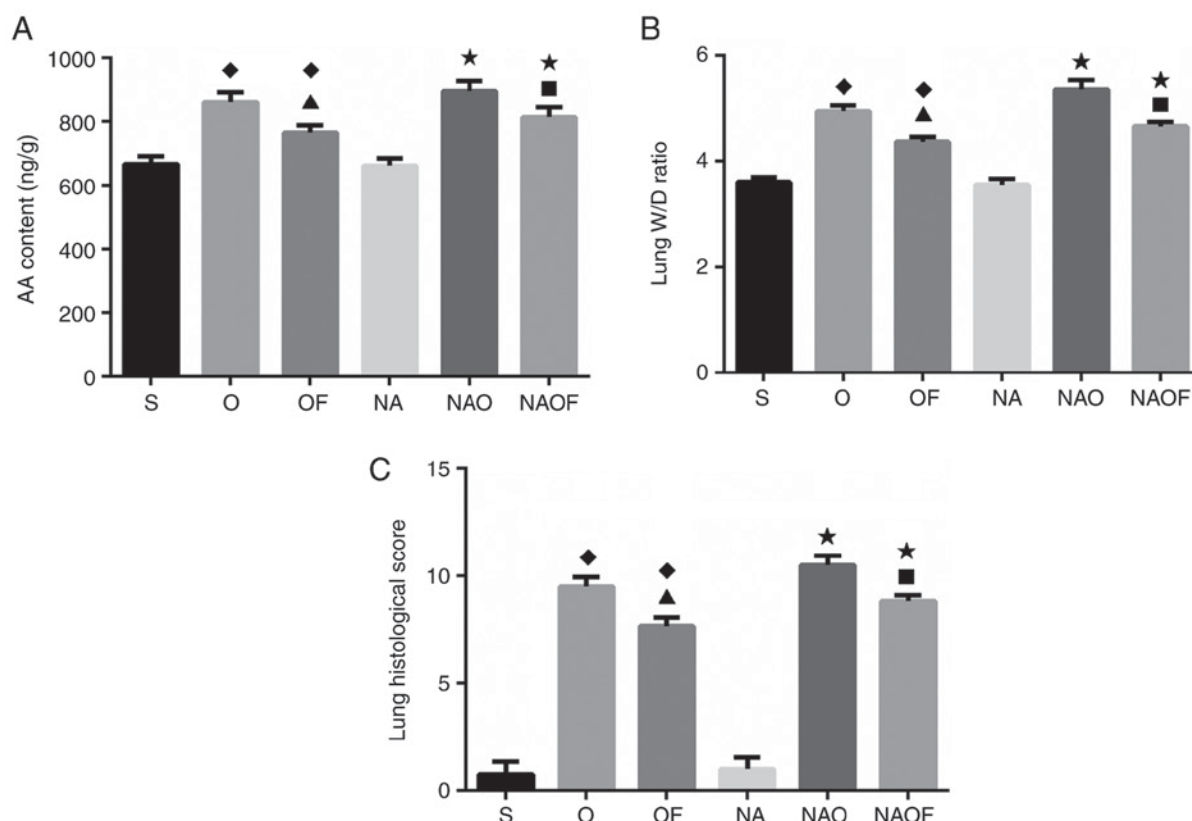 A
AA content (ng/g)
1000
800
600
400
200
0
S O OF NA NAO NAOF
B
Lung W/D ratio
6
4
2
0
S O OF NA NAO NAOF
C
Lung histological score
15
10
5
0
S O OF NA NAO NAOF